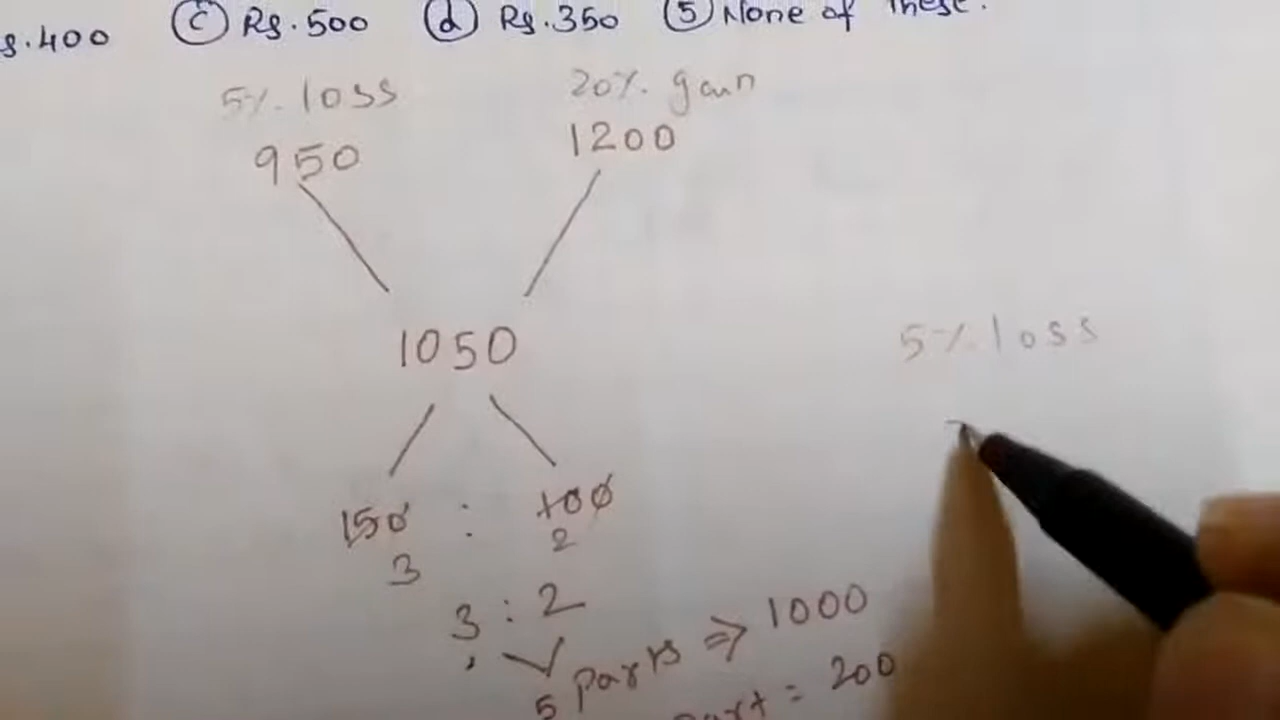 s.400 (c) Rs.500 (d) Rs.350 (5) None of These.
5% loss 20% gain
950 1200
1050
5% loss
150 : 100
3 2
3 : 2
5 parts => 1000
part = 200